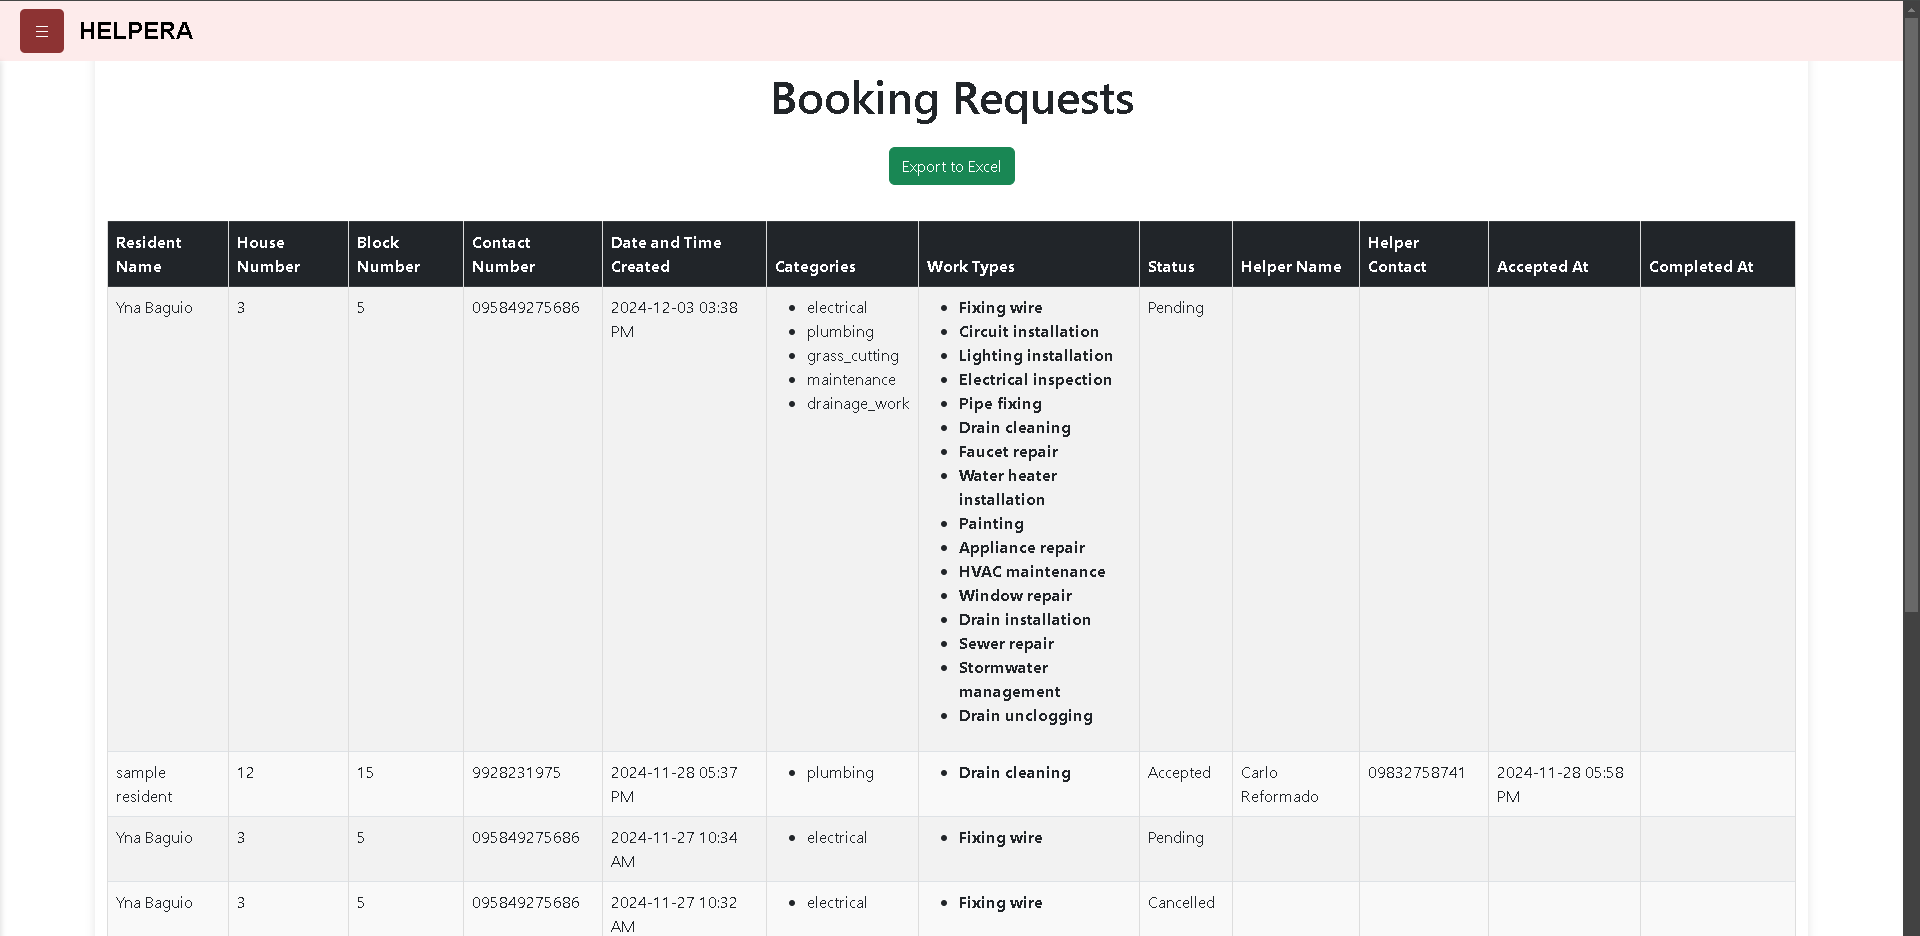 ☰ HELPERA
Booking Requests
Export to Excel
Resident Name House Number Block Number Contact Number Date and Time Created Categories Work Types Status Helper Name Helper Contact Accepted At Completed At
Yna Baguio 3 5 095849275686 2024-12-03 03:38 PM
• electrical
• plumbing
• grass_cutting
• maintenance
• drainage_work
• Fixing wire
• Circuit installation
• Lighting installation
• Electrical inspection
• Pipe fixing
• Drain cleaning
• Faucet repair
• Water heater
installation
• Painting
• Appliance repair
• HVAC maintenance
• Window repair
• Drain installation
• Sewer repair
• Stormwater
management
• Drain unclogging
Pending
sample resident 12 15 9928231975 2024-11-28 05:37 PM • plumbing • Drain cleaning Accepted Carlo Reformado 09832758741 2024-11-28 05:58 PM
Yna Baguio 3 5 095849275686 2024-11-27 10:34 AM • electrical • Fixing wire Pending
Yna Baguio 3 5 095849275686 2024-11-27 10:32 AM • electrical • Fixing wire Cancelled